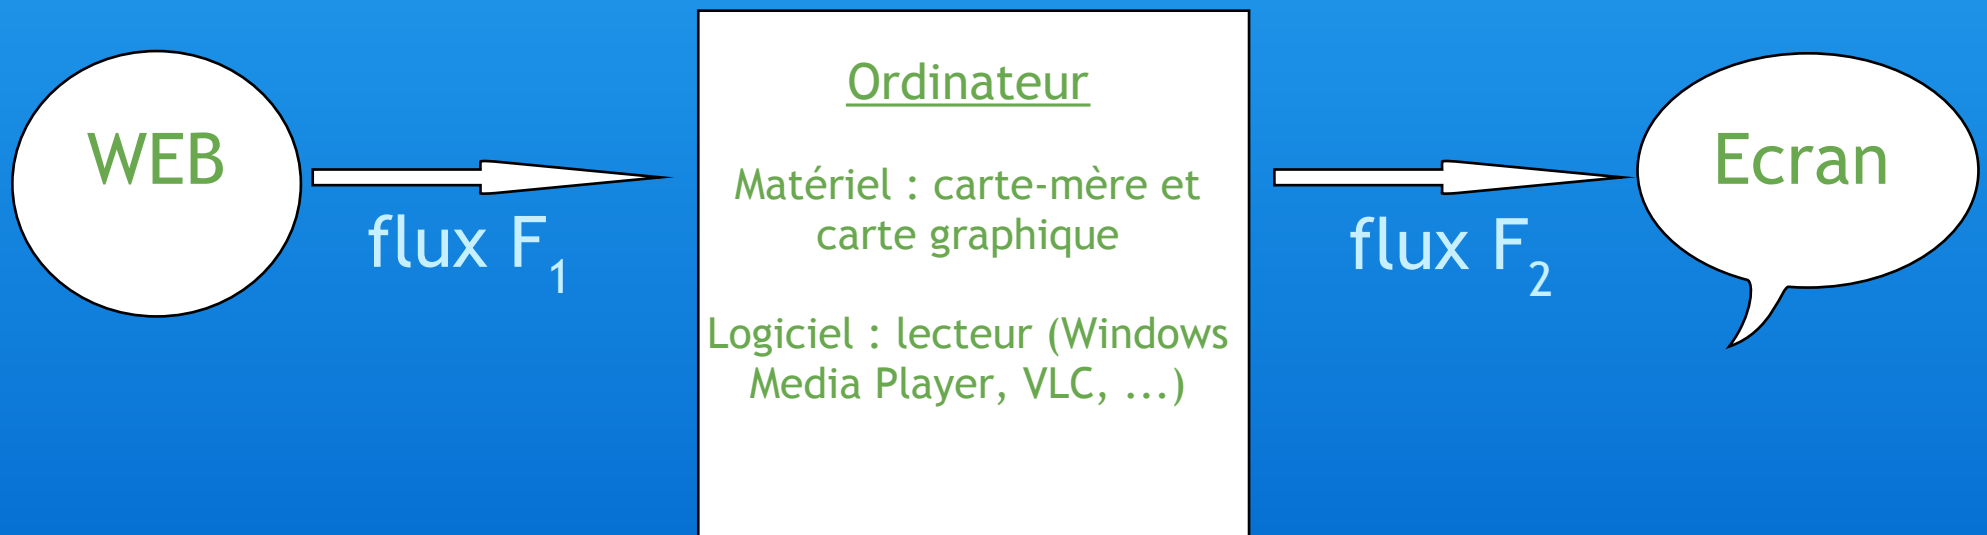 WEB
flux F₁
Ordinateur
Matériel : carte-mère et
carte graphique
Logiciel : lecteur (Windows
Media Player, VLC, ...)
flux F₂
Ecran